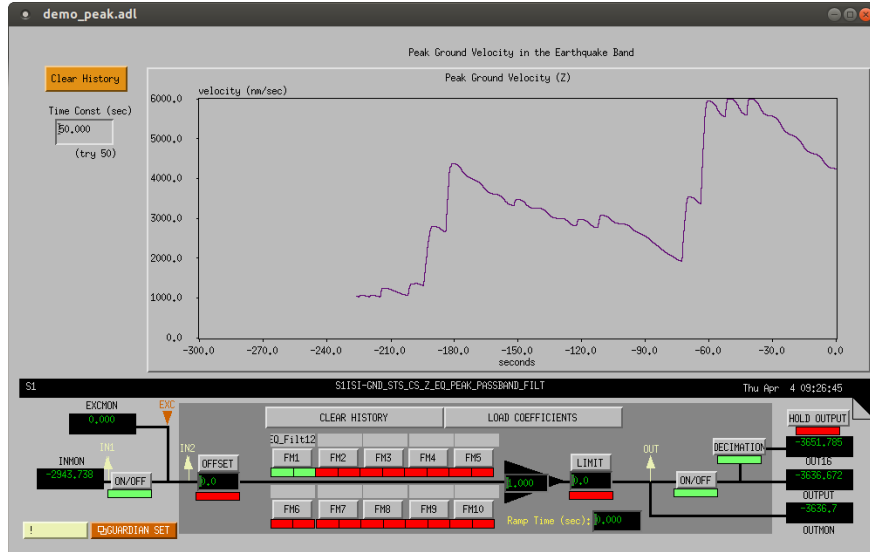 demo_peak.adl
Peak Ground Velocity in the Earthquake Band
Clear History
Peak Ground Velocity (Z)
velocity (nm/sec)
Time Const (sec)
50.000
(try 50)
6000.0
5000.0
4000.0
3000.0
2000.0
1000.0
0.0
-300.0 -270.0 -240.0 -210.0 -180.0 -150.0 -120.0 -90.0 -60.0 -30.0 0.0
seconds
S1 S1ISI-GND_STS_CS_Z_EQ_PEAK_PASSBAND_FILT Thu Apr 4 09:26:45
EXCMON EXC
0.000
CLEAR HISTORY LOAD COEFFICIENTS HOLD OUTPUT
INMON IN1 IN2 EQ_Filt12 OUT DECIMATION -3651.785
-2943.738 ON/OFF OFFSET FM1 FM2 FM3 FM4 FM5 LIMIT ON/OFF OUT16
0.0 1.000 0.0 -3636.672
FM6 FM7 FM8 FM9 FM10 OUTPUT
Ramp Time (sec): 0.000 -3636.7
! GUARDIAN SET OUTMON